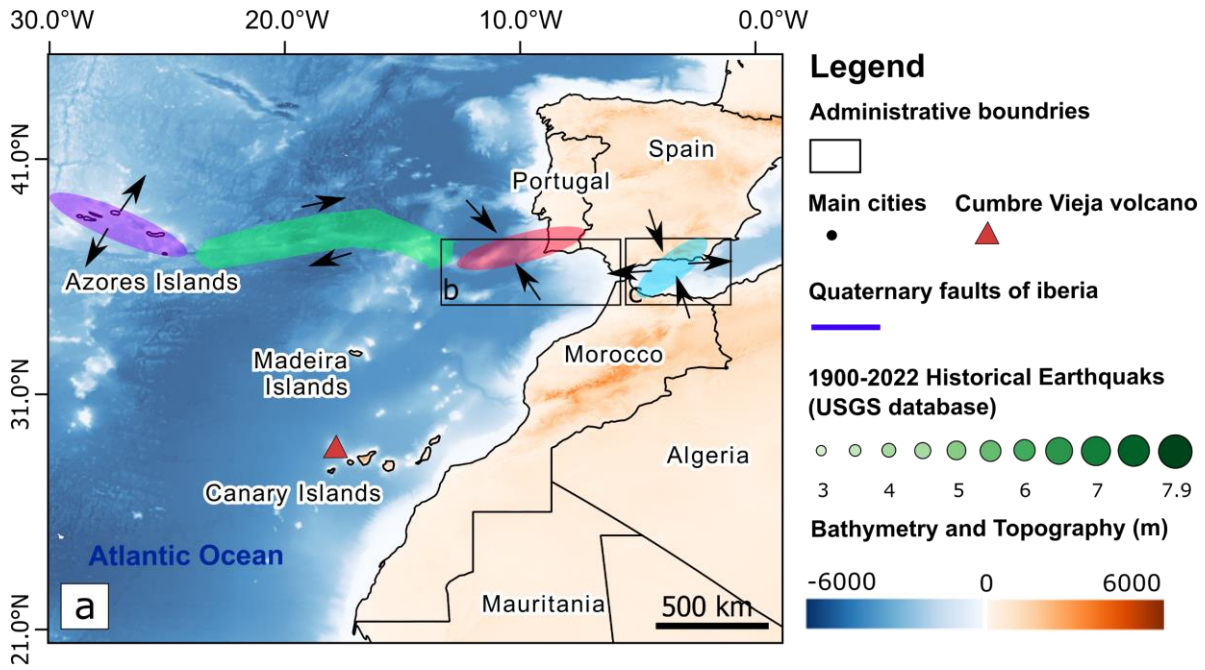 30.0°W 20.0°W 10.0°W 0.0°W
41.0°N
31.0°N
21.0°N
Spain
Portugal
Azores Islands
b
c
Madeira
Islands
Morocco
Algeria
Canary Islands
Atlantic Ocean
a
Mauritania
500 km
Legend
Administrative boundries
Main cities Cumbre Vieja volcano
Quaternary faults of iberia
1900-2022 Historical Earthquaks
(USGS database)
3 4 5 6 7 7.9
Bathymetry and Topography (m)
-6000 0 6000